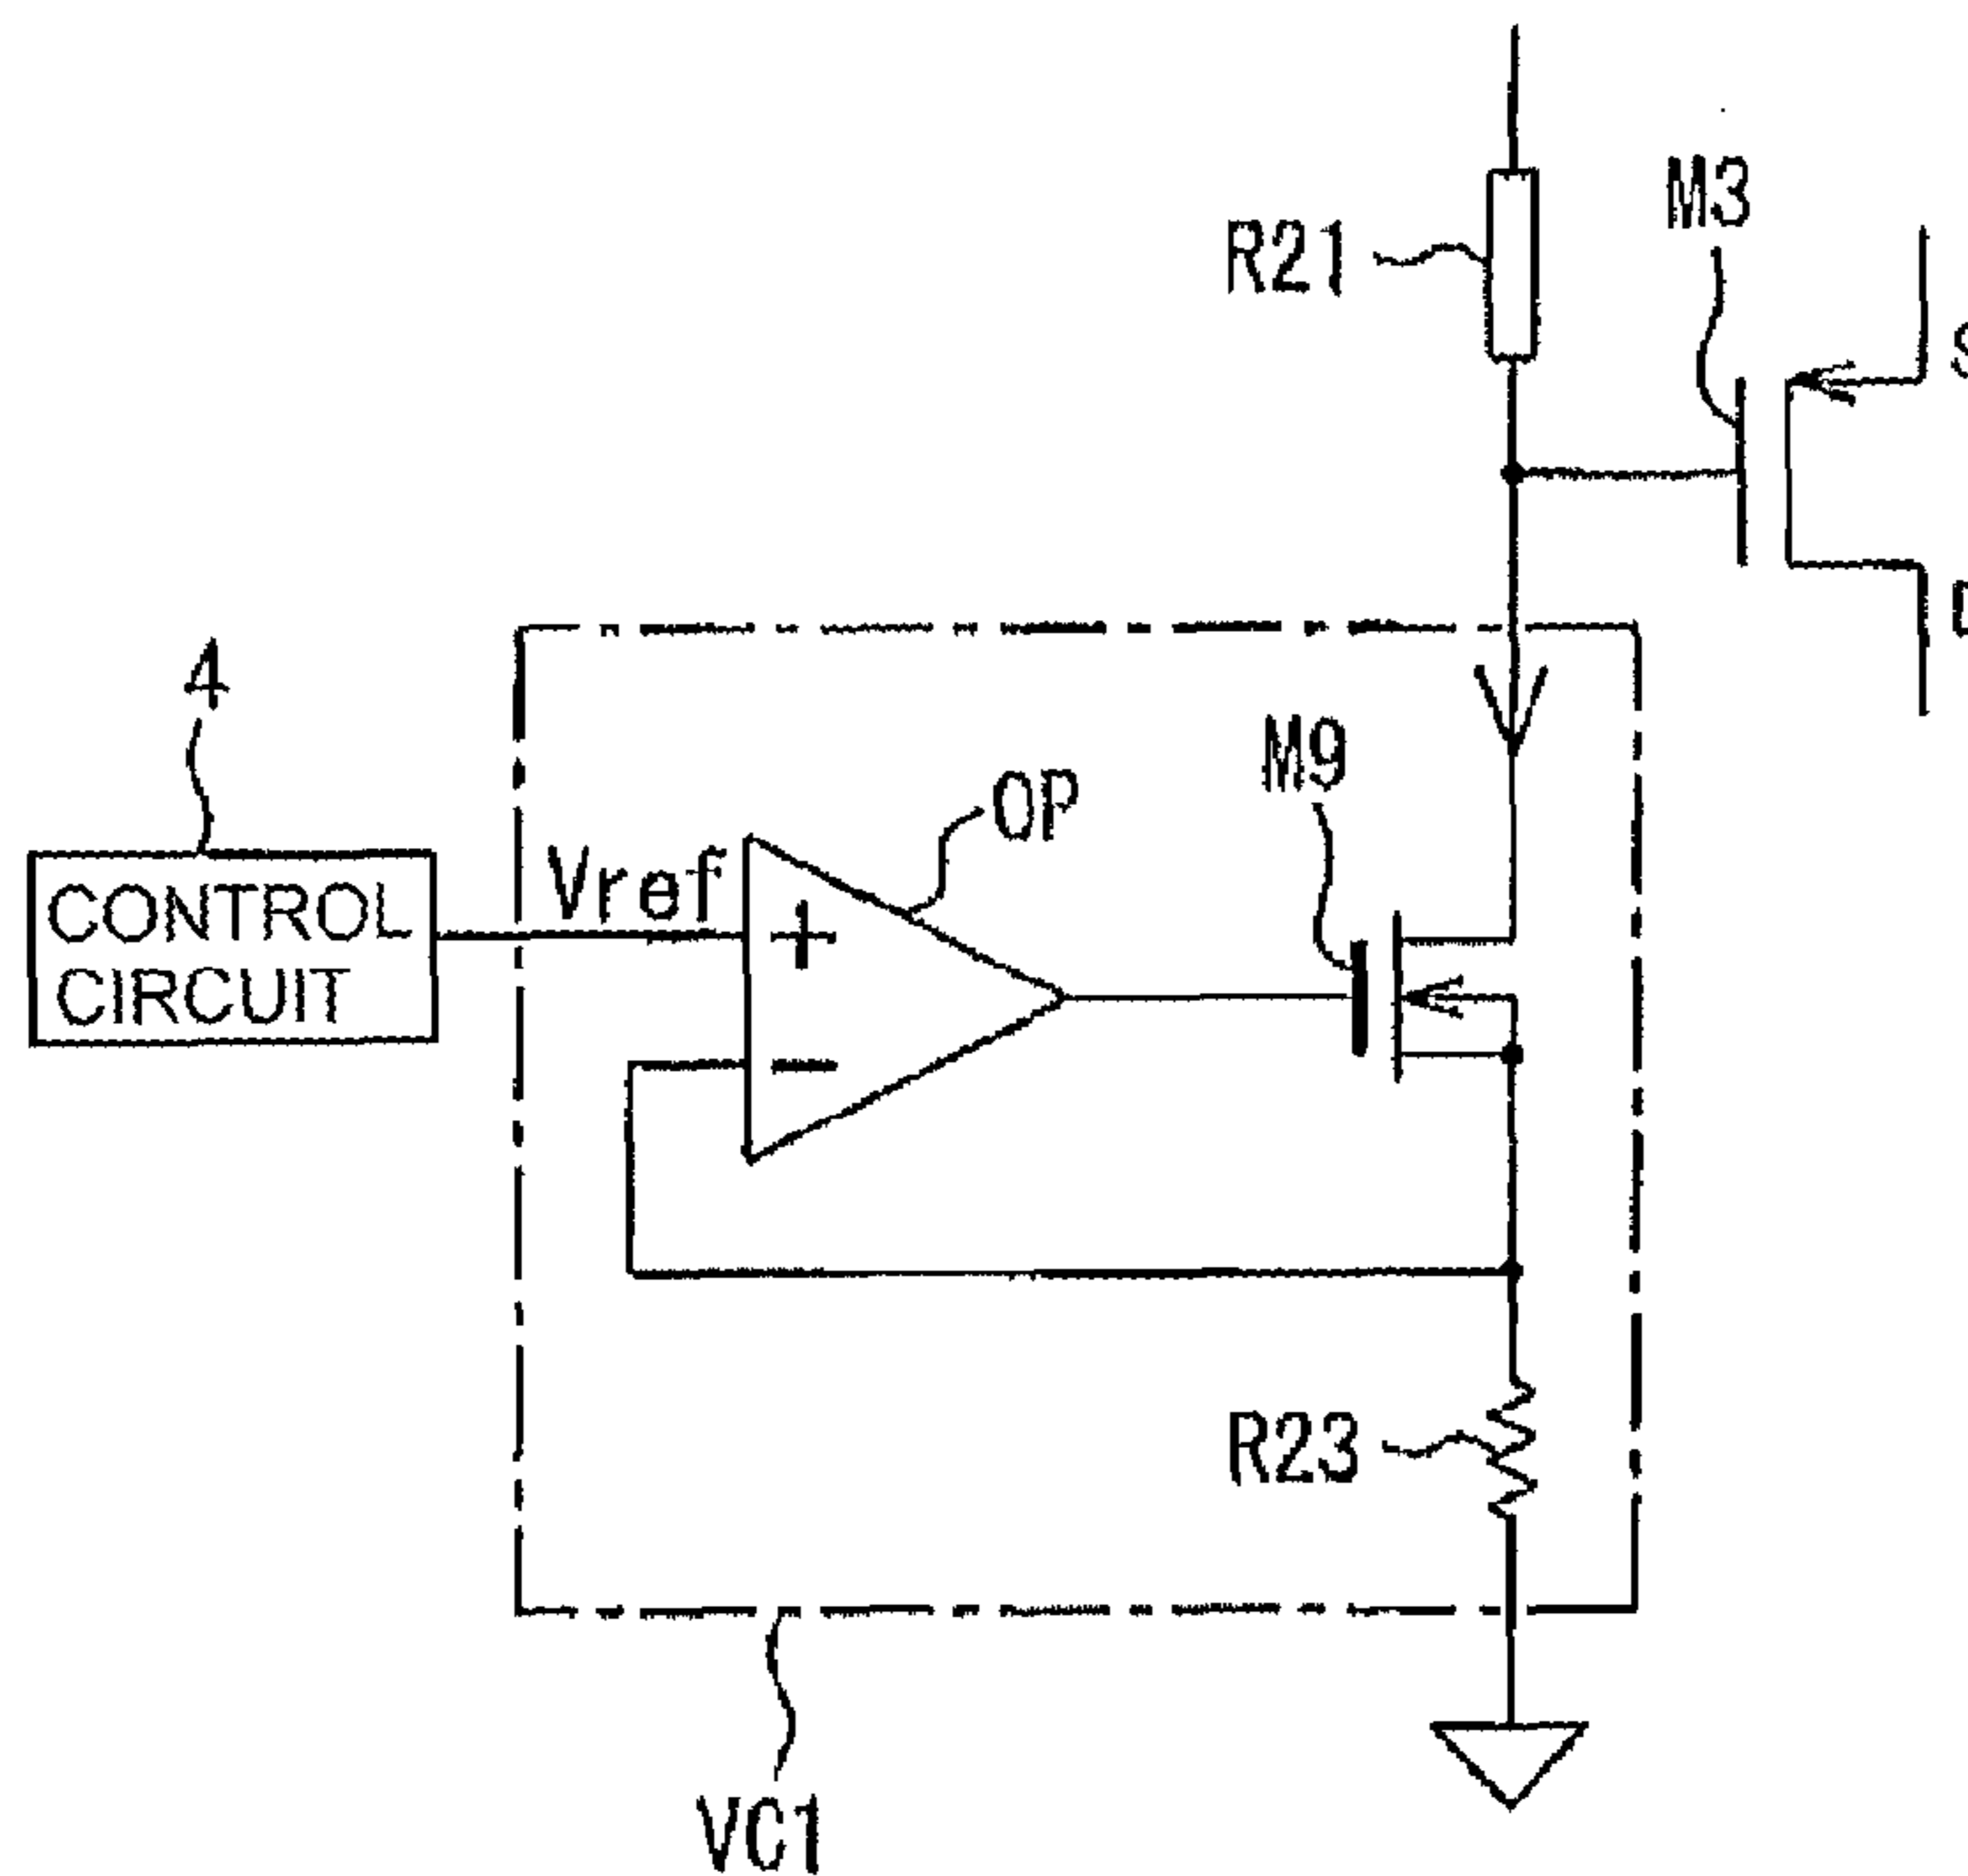 M3
R21
S
4
M9
OP
Vref
CONTROL
CIRCUIT
+
−
R23
VC1